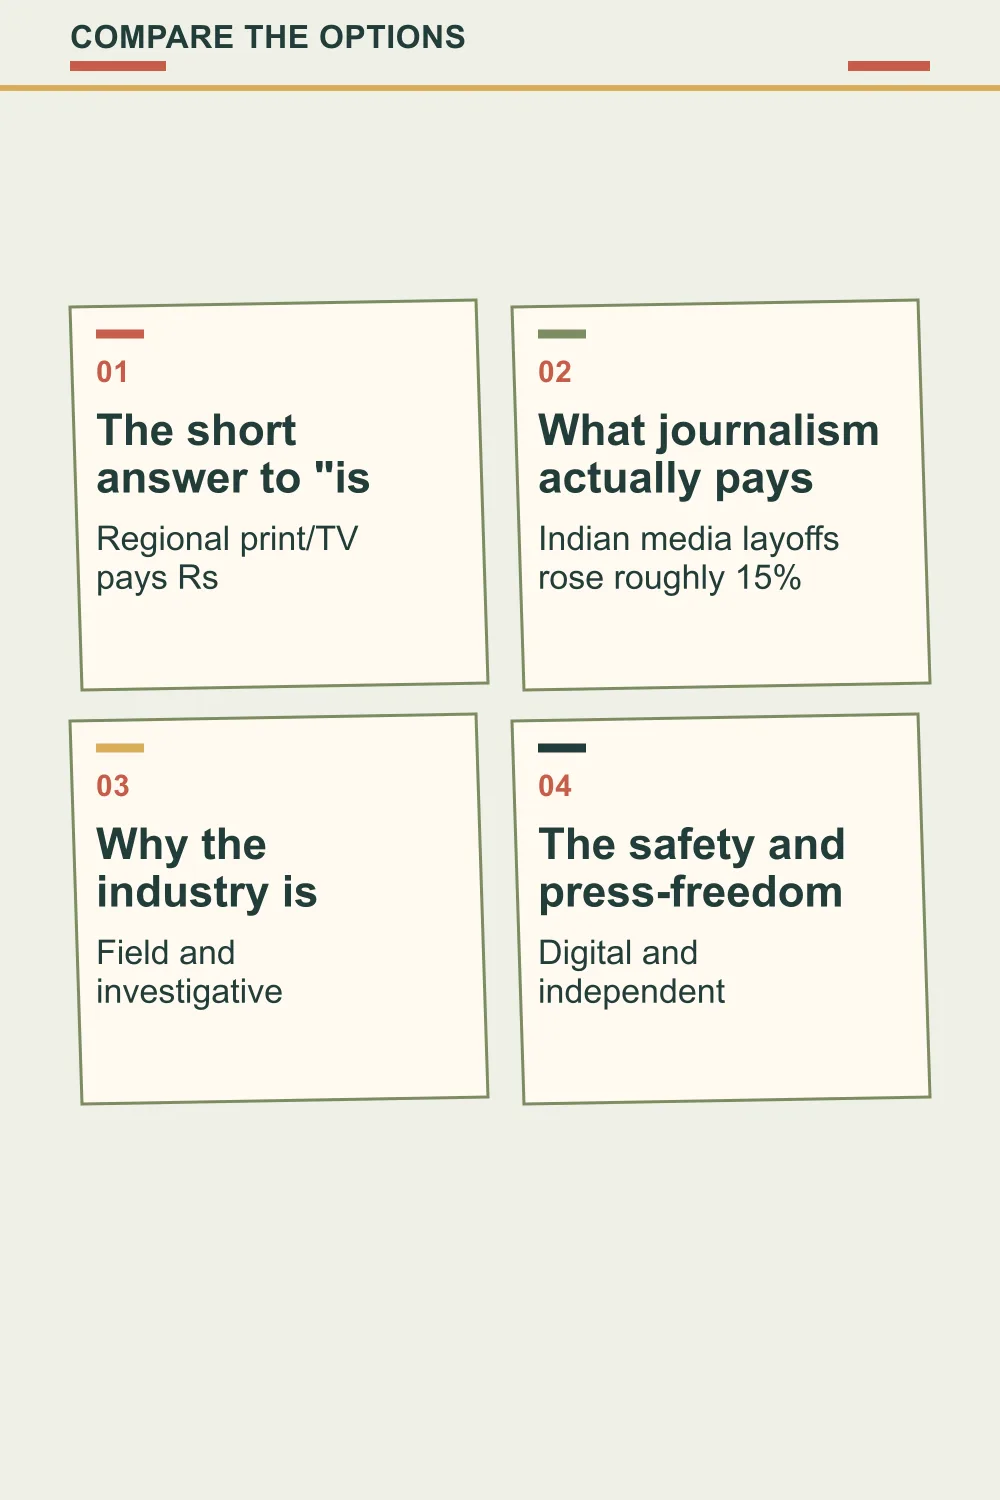 COMPARE THE OPTIONS
01
The short
answer to "is
Regional print/TV
pays Rs
02
What journalism
actually pays
Indian media layoffs
rose roughly 15%
03
Why the
industry is
Field and
investigative
04
The safety and
press-freedom
Digital and
independent